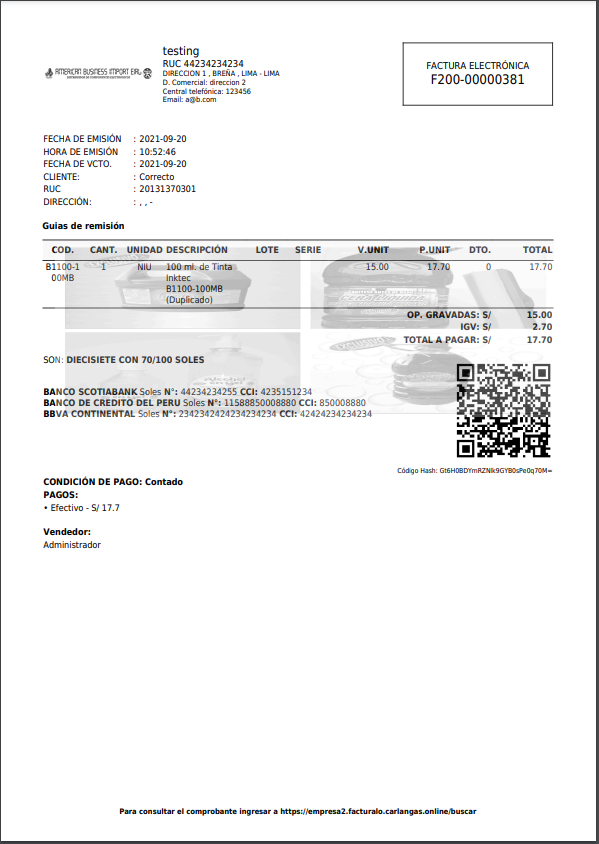 AMERICAN BUSINESS IMPORT EIRL
testing
RUC 44234234234
DIRECCION 1 , BREÑA , LIMA - LIMA
D. Comercial: direccion 2
Central telefónica: 123456
Email: a@b.com
FACTURA ELECTRÓNICA
F200-00000381
FECHA DE EMISIÓN : 2021-09-20
HORA DE EMISIÓN : 10:52:46
FECHA DE VCTO. : 2021-09-20
CLIENTE: : Correcto
RUC : 20131370301
DIRECCIÓN: : , , -
Guias de remisión
COD. CANT. UNIDAD DESCRIPCIÓN LOTE SERIE V.UNIT P.UNIT DTO. TOTAL
B1100-1 1 NIU 100 ml. de Tinta 15.00 17.70 0 17.70
00MB Inktec
B1100-100MB
(Duplicado)
OP. GRAVADAS: S/ 15.00
IGV: S/ 2.70
TOTAL A PAGAR: S/ 17.70
SON: DIECISIETE CON 70/100 SOLES
BANCO SCOTIABANK Soles N°: 44234234255 CCI: 4235151234
BANCO DE CREDITO DEL PERU Soles N°: 11588850008880 CCI: 850008880
BBVA CONTINENTAL Soles N°: 2342342424234234234 CCI: 42424234234234
Código Hash: Gt6H0BDYmRZNlk9GYB0sPe0q70M=
CONDICIÓN DE PAGO: Contado
PAGOS:
• Efectivo - S/ 17.7
Vendedor:
Administrador
Para consultar el comprobante ingresar a https://empresa2.facturalo.carlangas.online/buscar